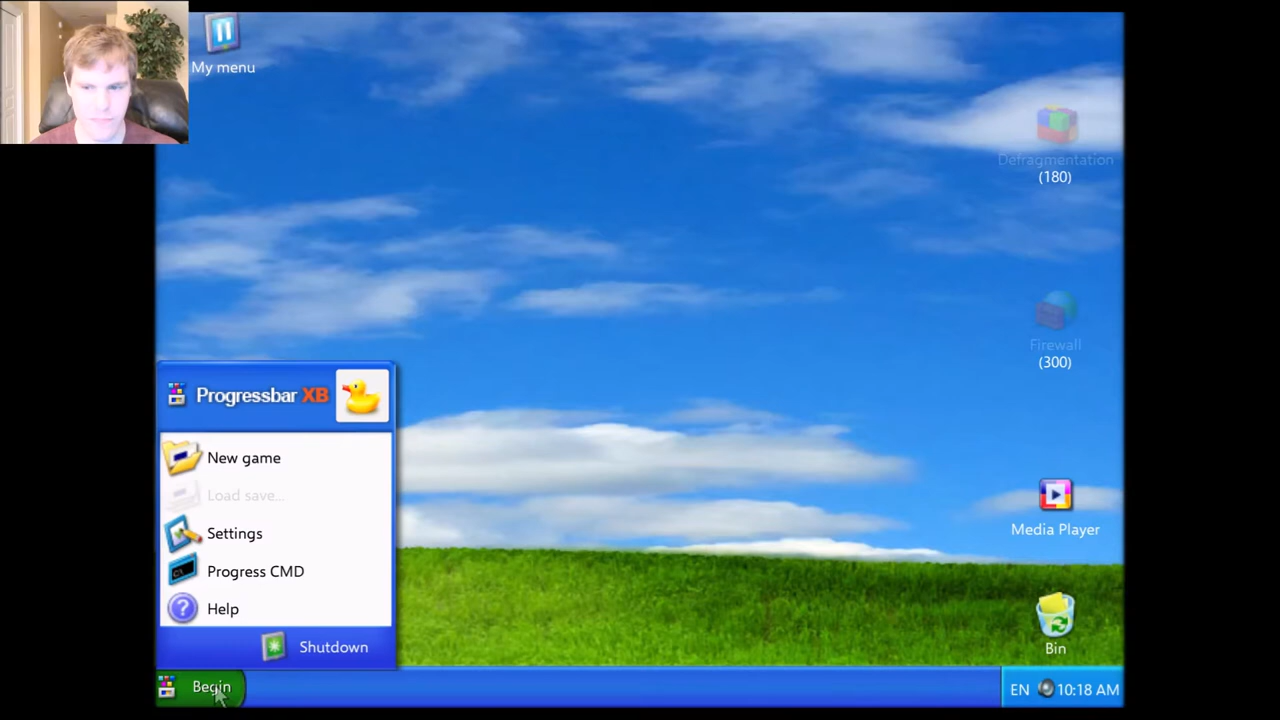 My menu
Defragmentation
(180)
Firewall
(300)
Progressbar XB
New game
Load save...
Settings
Progress CMD
Help
Shutdown
Media Player
Bin
Begin
EN 10:18 AM